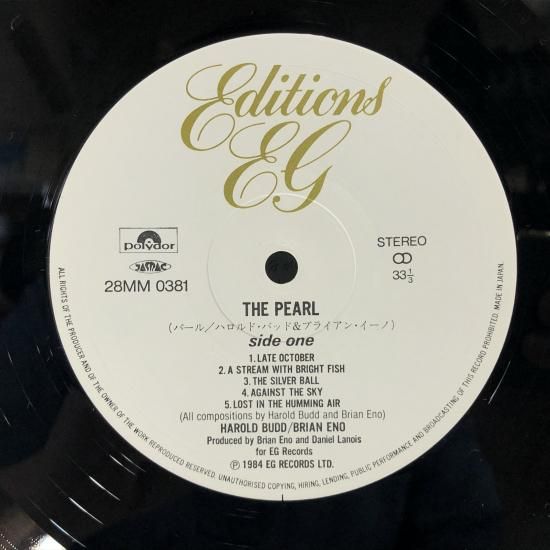 Editions
EG
Polydor
JASRAC
28MM 0381
STEREO
33 1/3
THE PEARL
(パール/ハロルド・バッド&ブライアン・イーノ)
side one
1.LATE OCTOBER
2.A STREAM WITH BRIGHT FISH
3.THE SILVER BALL
4.AGAINST THE SKY
5.LOST IN THE HUMMING AIR
(All compositions by Harold Budd and Brian Eno)
HAROLD BUDD/BRIAN ENO
Produced by Brian Eno and Daniel Lanois
for EG Records
Ⓟ 1984 EG RECORDS LTD.
ALL RIGHTS OF THE PRODUCER AND OF THE OWNER OF THE WORK REPRODUCED RESERVED. UNAUTHORISED COPYING, HIRING, LENDING, PUBLIC PERFORMANCE AND BROADCASTING OF THIS RECORD PROHIBITED. MADE IN JAPAN.